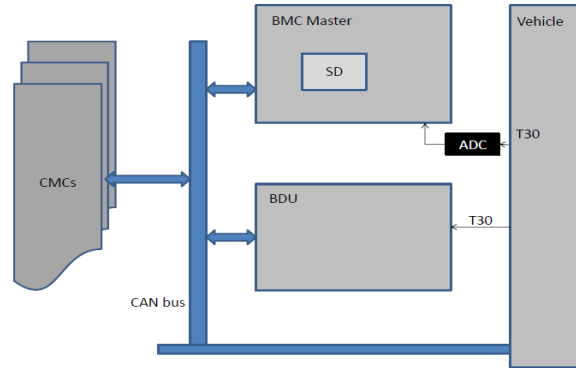 BMC Master
Vehicle
SD
T30
ADC
CMCs
BDU
T30
CAN bus